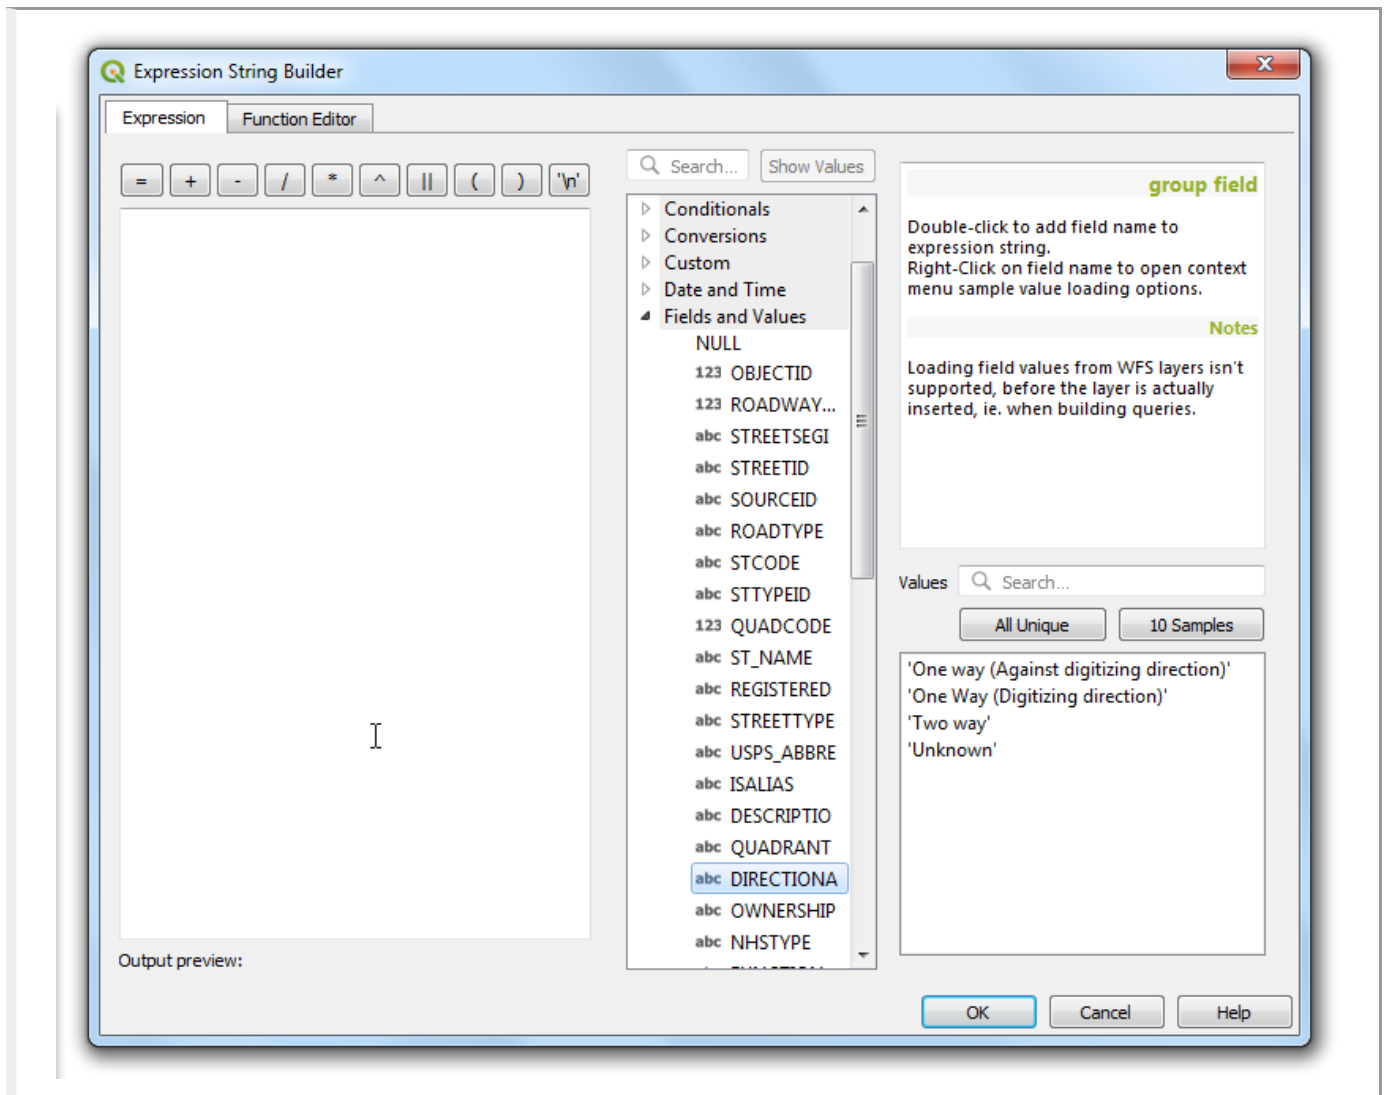 Expression String Builder
x
Expression
Function Editor
= + - / * ^ || ( ) '\n'
Search...
Show Values
Conditionals
Conversions
Custom
Date and Time
Fields and Values
NULL
123 OBJECTID
123 ROADWAY...
abc STREETSEGI
abc STREETID
abc SOURCEID
abc ROADTYPE
abc STCODE
abc STTYPEID
123 QUADCODE
abc ST_NAME
abc REGISTERED
abc STREETTYPE
abc USPS_ABBRE
abc ISALIAS
abc DESCRIPTIO
abc QUADRANT
abc DIRECTIONA
abc OWNERSHIP
abc NHSTYPE
group field
Double-click to add field name to
expression string.
Right-Click on field name to open context
menu sample value loading options.
Notes
Loading field values from WFS layers isn't
supported, before the layer is actually
inserted, ie. when building queries.
Values
Search...
All Unique
10 Samples
'One way (Against digitizing direction)'
'One Way (Digitizing direction)'
'Two way'
'Unknown'
Output preview:
OK
Cancel
Help